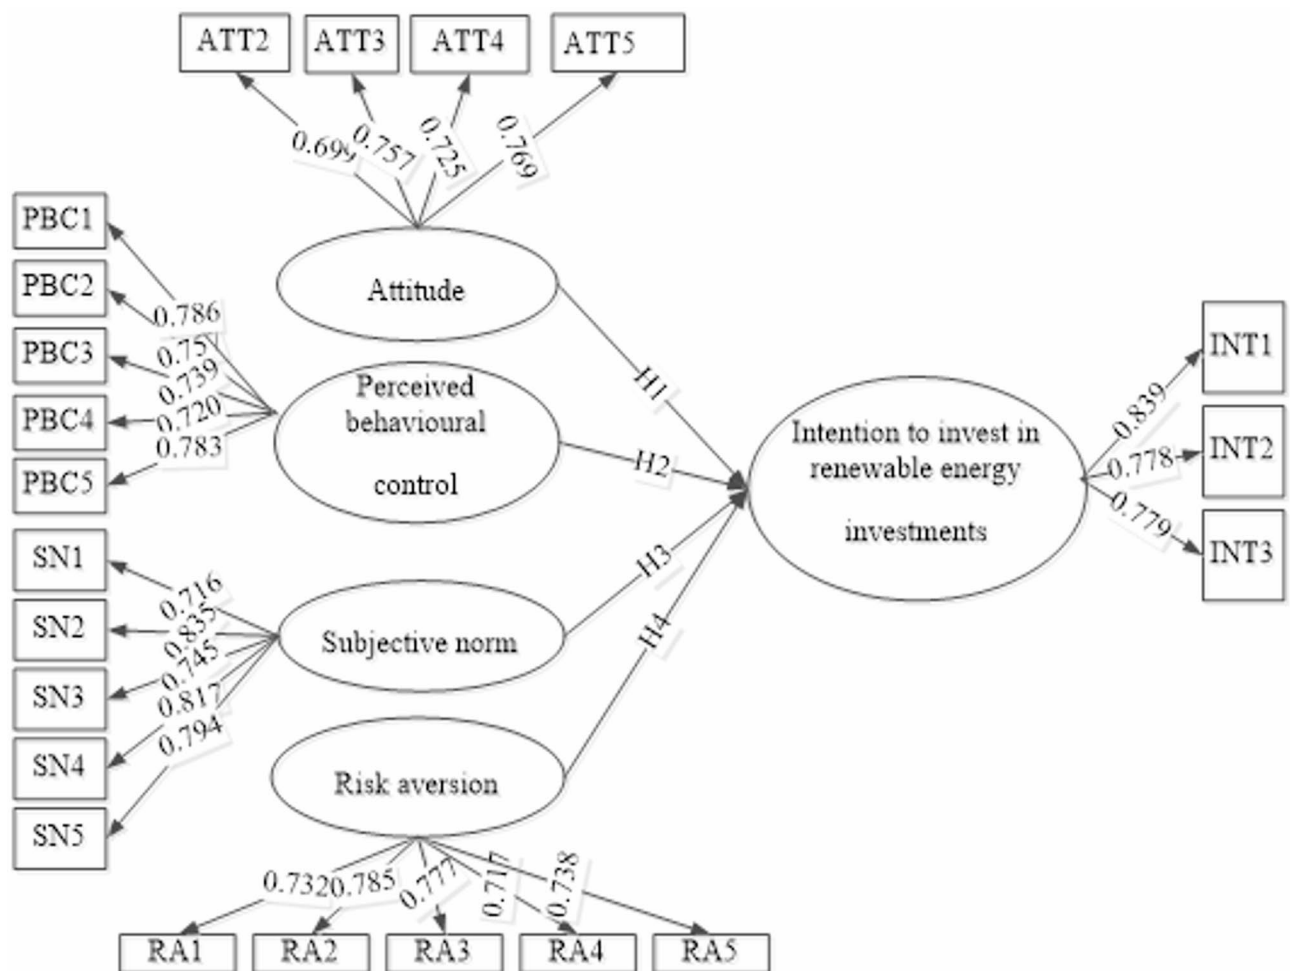 ATT2 ATT3 ATT4 ATT5
0.699 0.757 0.725 0.769
PBC1
PBC2
PBC3
PBC4
PBC5
0.786
0.75
0.739
0.720
0.783
Attitude
Perceived
behavioural
control
H1
H2
H3
H4
Intention to invest in
renewable energy
investments
0.839
0.778
0.779
INT1
INT2
INT3
SN1
SN2
SN3
SN4
SN5
0.716
0.835
0.745
0.817
0.794
Subjective norm
Risk aversion
0.732 0.785 0.777 0.717 0.738
RA1 RA2 RA3 RA4 RA5